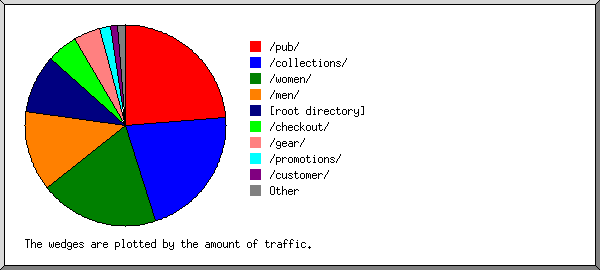 /pub/
/collections/
/women/
/men/
[root directory]
/checkout/
/gear/
/promotions/
/customer/
Other
The wedges are plotted by the amount of traffic.